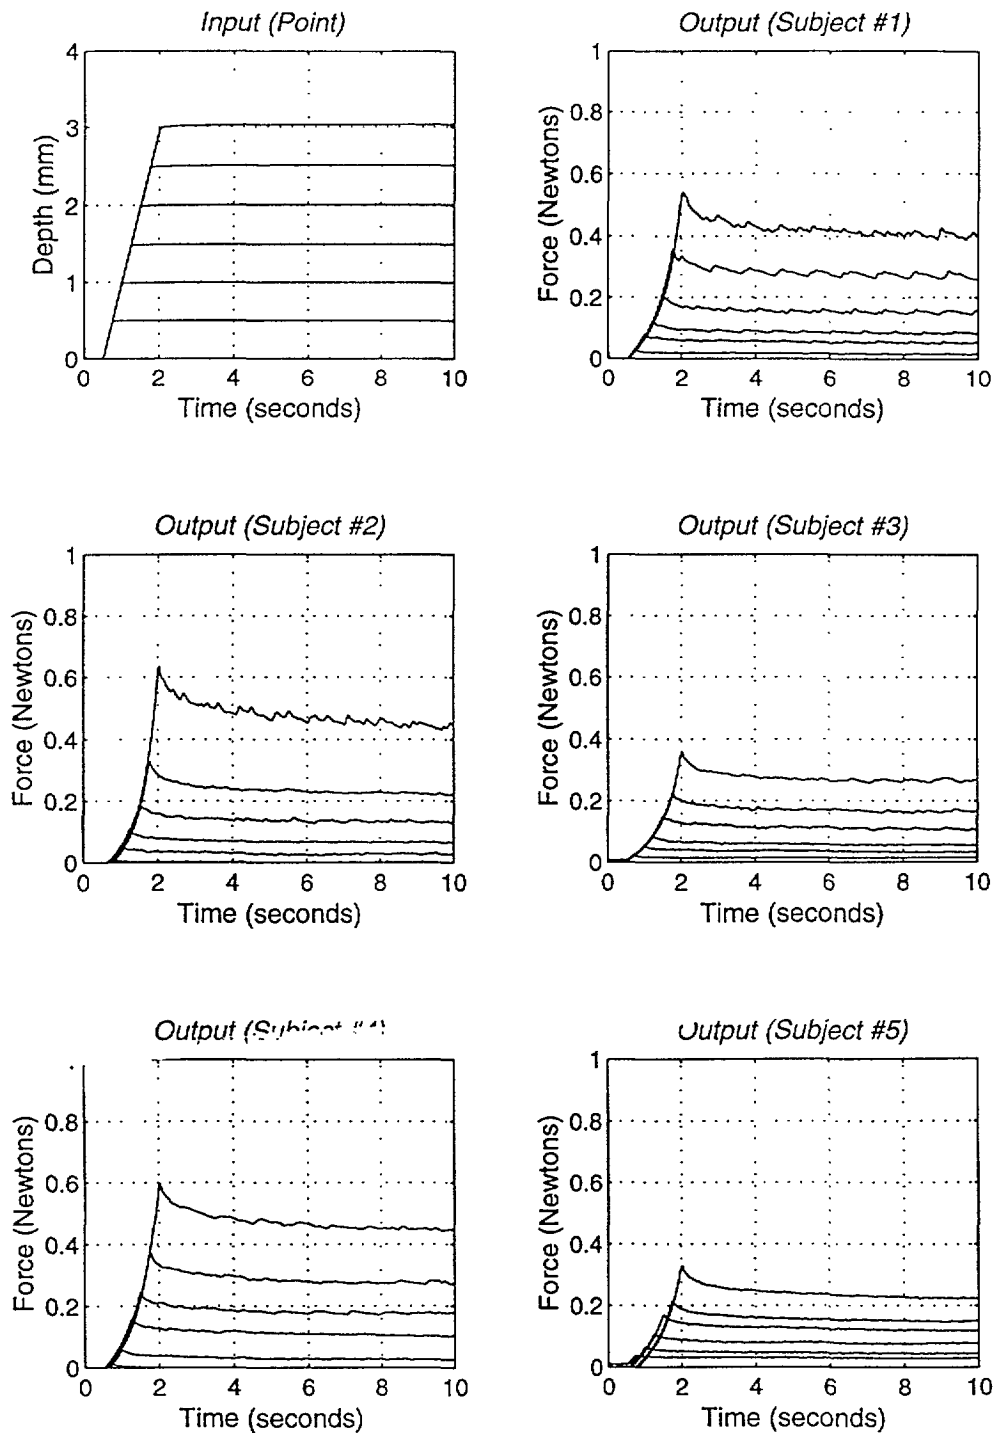 Input (Point)
4
3
2
1
0
Depth (mm)
0 2 4 6 8 10
Time (seconds)
Output (Subject #1)
1
0.8
0.6
0.4
0.2
0
Force (Newtons)
0 2 4 6 8 10
Time (seconds)
Output (Subject #2)
1
0.8
0.6
0.4
0.2
0
Force (Newtons)
0 2 4 6 8 10
Time (seconds)
Output (Subject #3)
1
0.8
0.6
0.4
0.2
0
Force (Newtons)
0 2 4 6 8 10
Time (seconds)
Output (Subject #4)
0.8
0.6
0.4
0.2
0
Force (Newtons)
0 2 4 6 8 10
Time (seconds)
Output (Subject #5)
1
0.8
0.6
0.4
0.2
0
Force (Newtons)
0 2 4 6 8 10
Time (seconds)